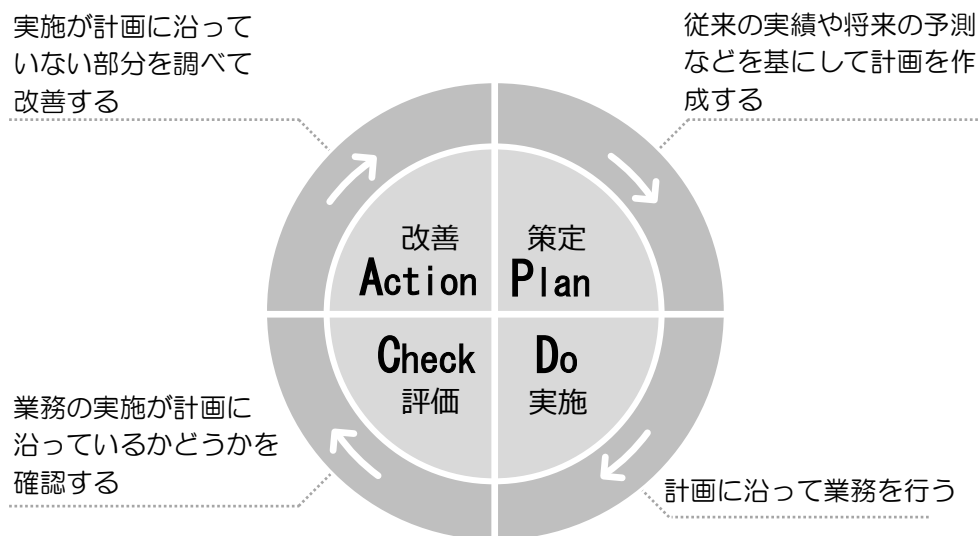 実施が計画に沿って
いない部分を調べて
改善する
従来の実績や将来の予測
などを基にして計画を作
成する
改善
Action
策定
Plan
Check
評価
Do
実施
業務の実施が計画に
沿っているかどうかを
確認する
計画に沿って業務を行う